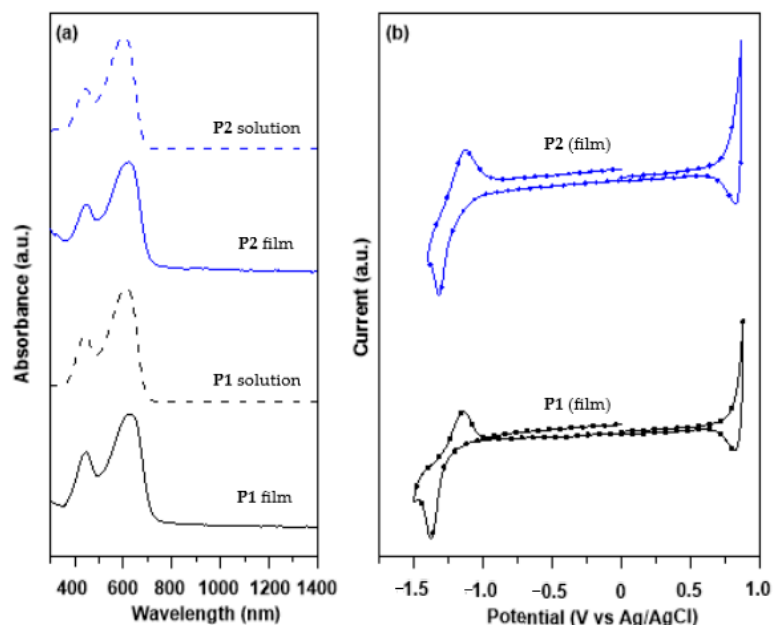 (a)
P2 solution
P2 film
P1 solution
P1 film
Absorbance (a.u.)
400 600 800 1000 1200 1400
Wavelength (nm)
(b)
P2 (film)
P1 (film)
Current (a.u.)
−1.5 −1.0 -0.5 0 0.5 1.0
Potential (V vs Ag/AgCl)